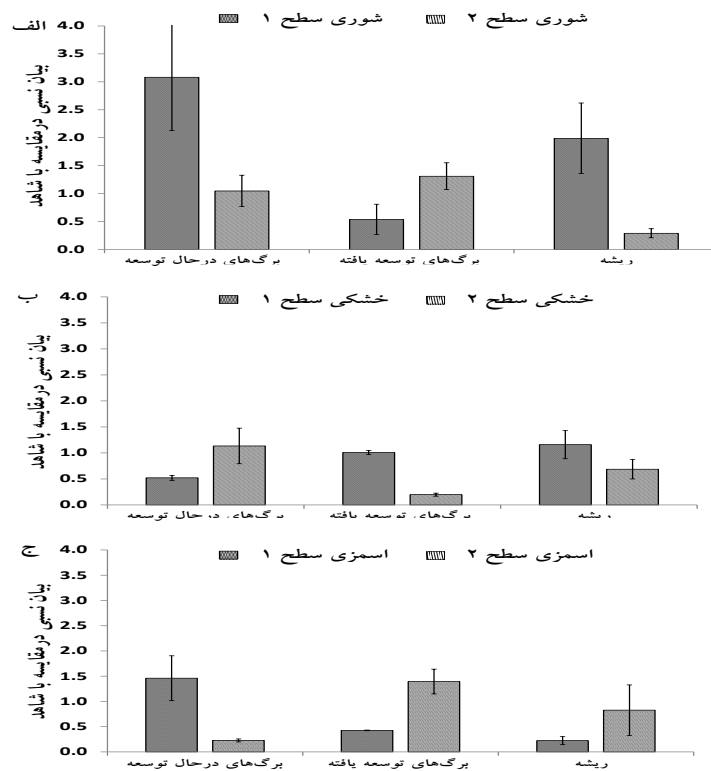 الف
شوری سطح ۱ شوری سطح ۲
بیان نسبی درمقایسه با شاهد
4.0
3.5
3.0
2.5
2.0
1.5
1.0
0.5
0.0
برگ‌های درحال توسعه برگ‌های توسعه یافته ریشه
ب
خشکی سطح ۱ خشکی سطح ۲
بیان نسبی درمقایسه با شاهد
4.0
3.5
3.0
2.5
2.0
1.5
1.0
0.5
0.0
برگ‌های درحال توسعه برگ‌های توسعه یافته ریشه
ج
اسمزی سطح ۱ اسمزی سطح ۲
بیان نسبی درمقایسه با شاهد
4.0
3.5
3.0
2.5
2.0
1.5
1.0
0.5
0.0
برگ‌های درحال توسعه برگ‌های توسعه یافته ریشه